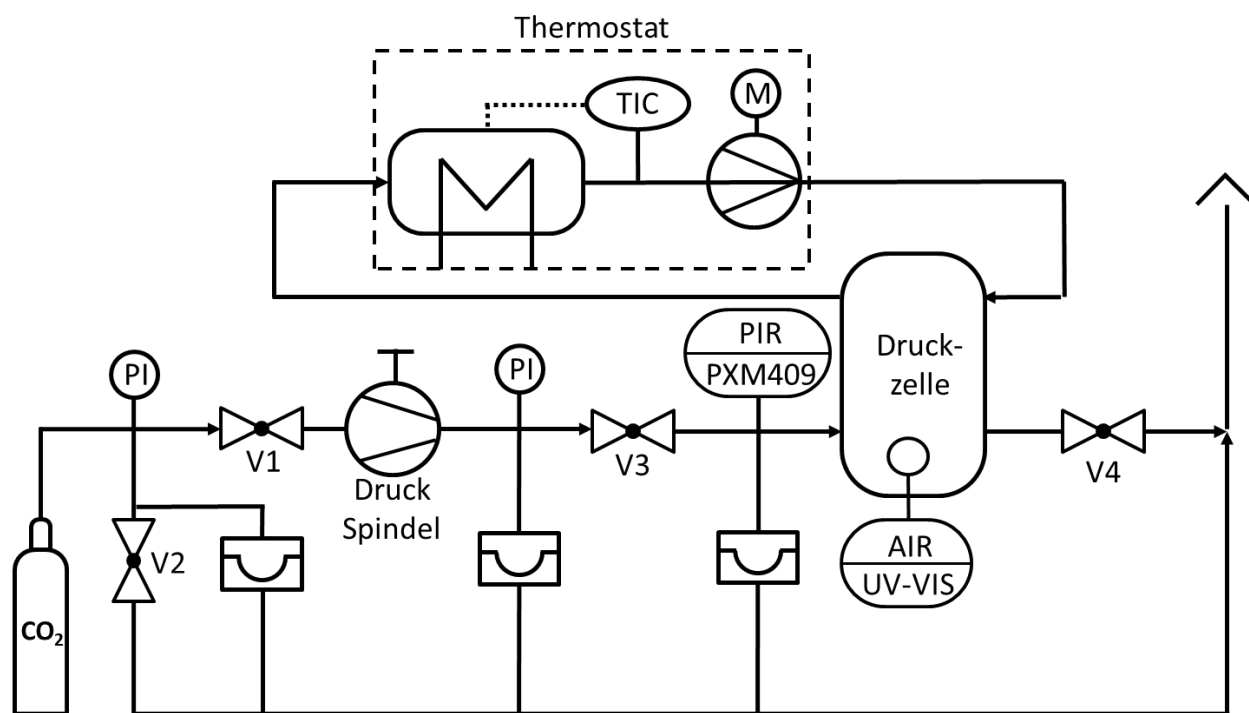 Thermostat
TIC
M
PI
PI
PIR
PXM409
Druck-
zelle
V1
Druck
Spindel
V3
V4
V2
AIR
UV-VIS
CO₂